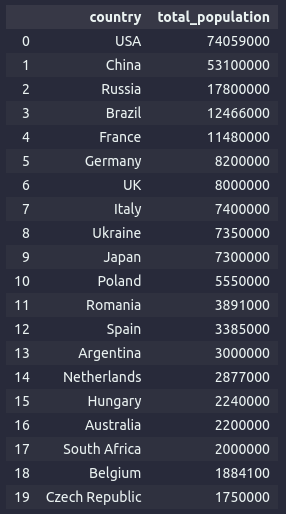 country total_population
0 USA 74059000
1 China 53100000
2 Russia 17800000
3 Brazil 12466000
4 France 11480000
5 Germany 8200000
6 UK 8000000
7 Italy 7400000
8 Ukraine 7350000
9 Japan 7300000
10 Poland 5550000
11 Romania 3891000
12 Spain 3385000
13 Argentina 3000000
14 Netherlands 2877000
15 Hungary 2240000
16 Australia 2200000
17 South Africa 2000000
18 Belgium 1884100
19 Czech Republic 1750000